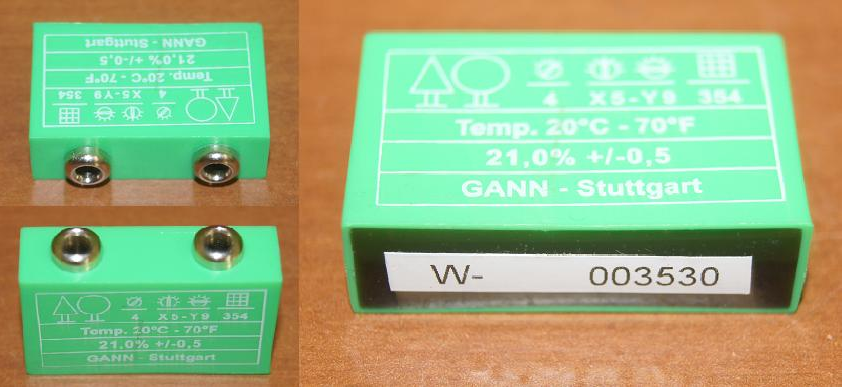 GANN - Stuttgart
21,0% +/-0,5
Temp. 20°C - 70°F
4 X5-Y9 354
4 X5-Y9 354
Temp. 20°C - 70°F
21,0% +/-0,5
GANN - Stuttgart
4 X5-Y9 354
Temp. 20°C - 70°F
21,0% +/-0,5
GANN - Stuttgart
W- 003530